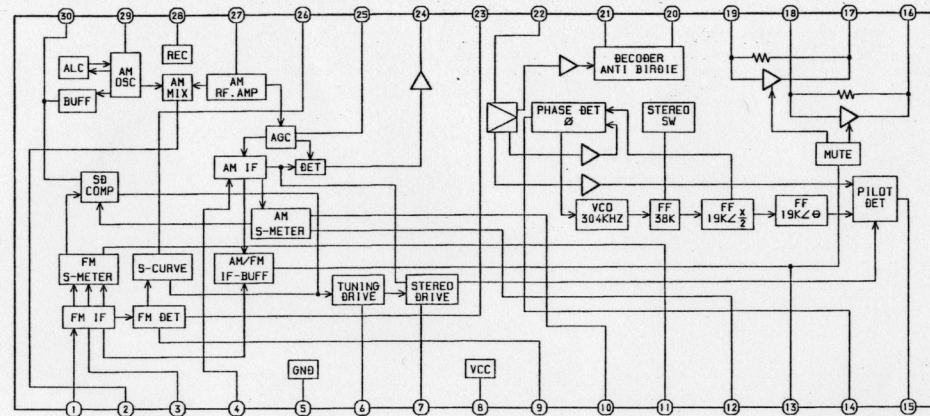 30 29 28 27 26 25 24 23 22 21 20 19 18 17 16
REC
DECODER
ANTI BIRDIE
ALC
AM
OSC
BUFF
AM
MIX
AM
RF.AMP
PHASE DET
Ø
STEREO
SW
AGC
MUTE
AM IF
DET
SD
COMP
PILOT
DET
AM
S-METER
VCO
304KHZ
FF
38K
FF
19K∠X/2
FF
19K∠Θ
FM
S-METER
S-CURVE
AM/FM
IF-BUFF
TUNING
DRIVE
STEREO
DRIVE
FM IF
FM DET
GND
VCC
1 2 3 4 5 6 7 8 9 10 11 12 13 14 15